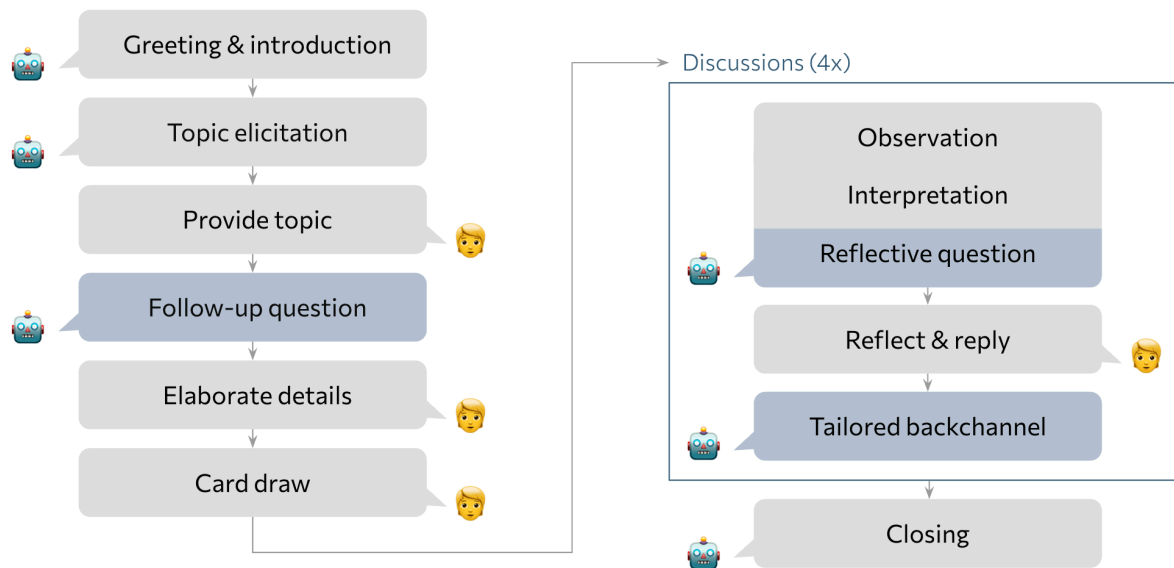 Greeting & introduction
Topic elicitation
Provide topic
Follow-up question
Elaborate details
Card draw
Discussions (4x)
Observation
Interpretation
Reflective question
Reflect & reply
Tailored backchannel
Closing